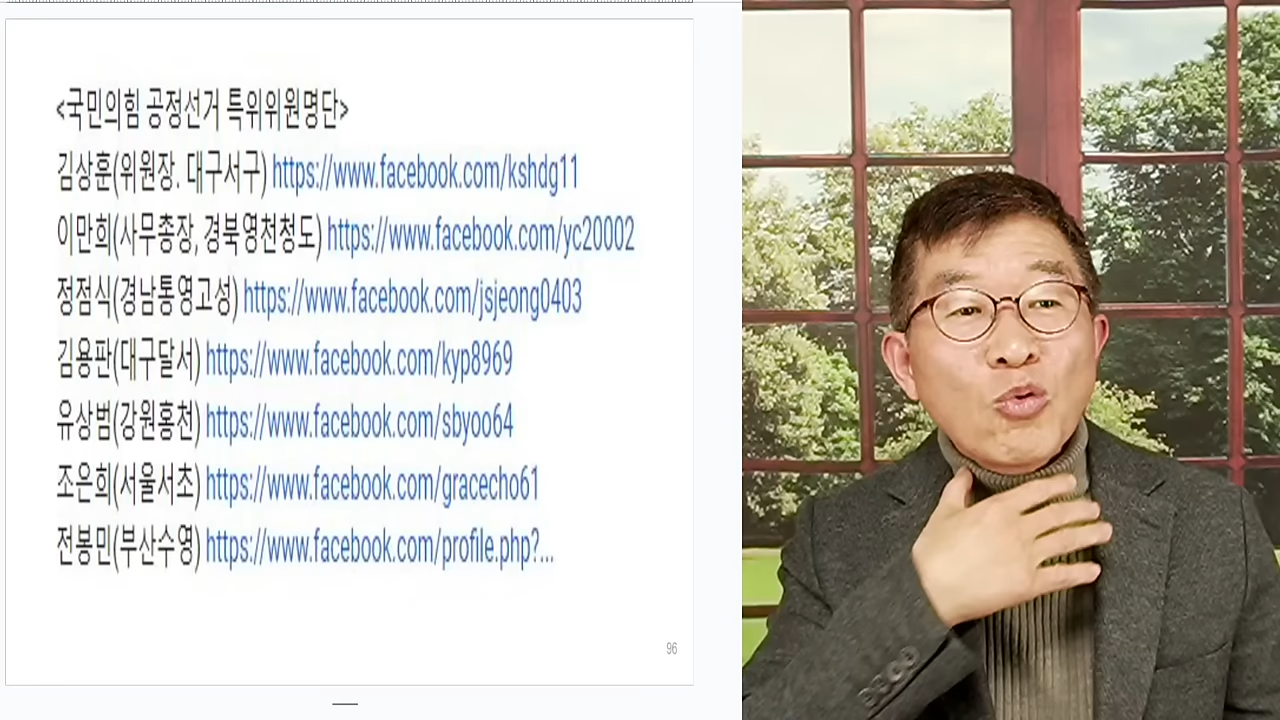 <국민의힘 공정선거 특위위원명단>
김상훈(위원장. 대구서구) https://www.facebook.com/kshdg11
이만희(사무총장, 경북영천청도) https://www.facebook.com/yc20002
정점식(경남통영고성) https://www.facebook.com/jsjeong0403
김용판(대구달서) https://www.facebook.com/kyp8969
유상범(강원홍천) https://www.facebook.com/sbyoo64
조은희(서울서초) https://www.facebook.com/gracecho61
전봉민(부산수영) https://www.facebook.com/profile.php?...
96